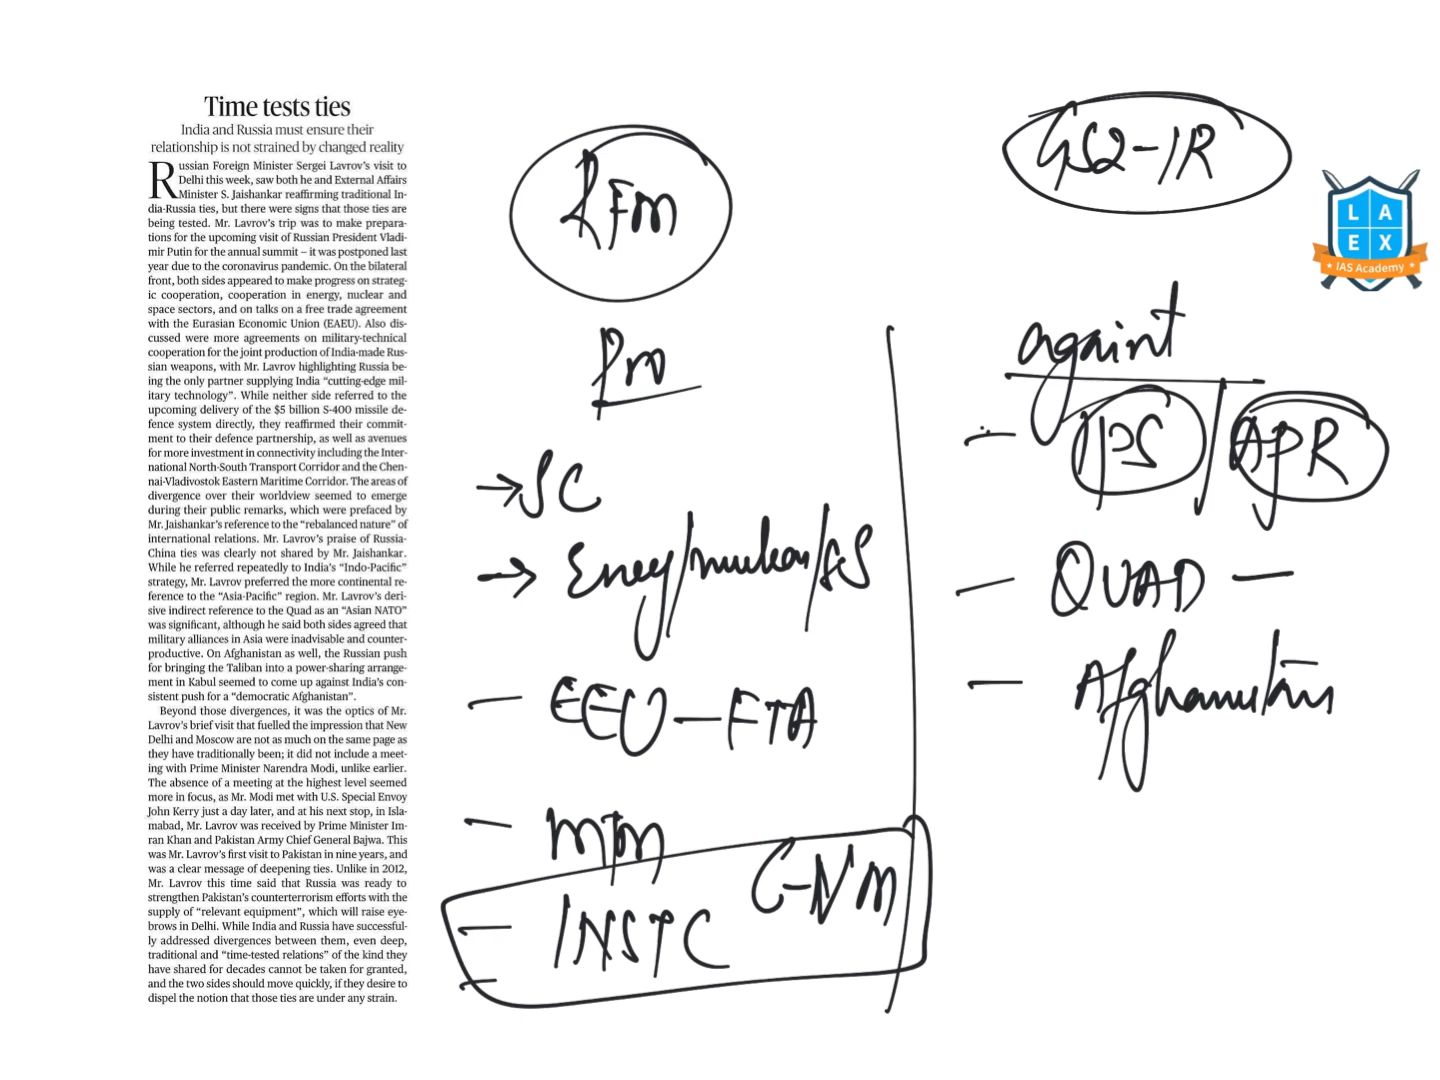 Time tests ties
India and Russia must ensure their
relationship is not strained by changed reality
Russian Foreign Minister Sergei Lavrov's visit to
Delhi this week, saw both he and External Affairs
Minister S. Jaishankar reaffirming traditional In-
dia-Russia ties, but there were signs that those ties are
being tested. Mr. Lavrov's trip was to make prepara-
tions for the upcoming visit of Russian President Vladi-
mir Putin for the annual summit – it was postponed last
year due to the coronavirus pandemic. On the bilateral
front, both sides appeared to make progress on strateg-
ic cooperation, cooperation in energy, nuclear and
space sectors, and on talks on a free trade agreement
with the Eurasian Economic Union (EAEU). Also dis-
cussed were more agreements on military-technical
cooperation for the joint production of India-made Rus-
sian weapons, with Mr. Lavrov highlighting Russia be-
ing the only partner supplying India "cutting-edge mil-
itary technology". While neither side referred to the
upcoming delivery of the $5 billion S-400 missile de-
fence system directly, they reaffirmed their commit-
ment to their defence partnership, as well as avenues
for more investment in connectivity including the Inter-
national North-South Transport Corridor and the Chen-
nai-Vladivostok Eastern Maritime Corridor. The areas of
divergence over their worldview seemed to emerge
during their public remarks, which were prefaced by
Mr. Jaishankar's reference to the "rebalanced nature" of
international relations. Mr. Lavrov's praise of Russia-
China ties was clearly not shared by Mr. Jaishankar.
While he referred repeatedly to India's "Indo-Pacific"
strategy, Mr. Lavrov preferred the more continental re-
ference to the "Asia-Pacific" region. Mr. Lavrov's deri-
sive indirect reference to the Quad as an "Asian NATO"
was significant, although he said both sides agreed that
military alliances in Asia were inadvisable and counter-
productive. On Afghanistan as well, the Russian push
for bringing the Taliban into a power-sharing arrange-
ment in Kabul seemed to come up against India's con-
sistent push for a "democratic Afghanistan".
Beyond those divergences, it was the optics of Mr.
Lavrov's brief visit that fuelled the impression that New
Delhi and Moscow are not as much on the same page as
they have traditionally been; it did not include a meet-
ing with Prime Minister Narendra Modi, unlike earlier.
The absence of a meeting at the highest level seemed
more in focus, as Mr. Modi met with U.S. Special Envoy
John Kerry just a day later, and at his next stop, in Isla-
mabad, Mr. Lavrov was received by Prime Minister Im-
ran Khan and Pakistan Army Chief General Bajwa. This
was Mr. Lavrov's first visit to Pakistan in nine years, and
was a clear message of deepening ties. Unlike in 2012,
Mr. Lavrov this time said that Russia was ready to
strengthen Pakistan's counterterrorism efforts with the
supply of "relevant equipment", which will raise eye-
brows in Delhi. While India and Russia have successful-
ly addressed divergences between them, even deep,
traditional and "time-tested relations" of the kind they
have shared for decades cannot be taken for granted,
and the two sides should move quickly, if they desire to
dispel the notion that those ties are under any strain.
RFM
Pro
→ SC
EEU - FTA
- MTM
- INSTC
GS2-IR
L A
E X
IAS Academy
against
- IPS / APR
- QUAD -
- Afghanistan